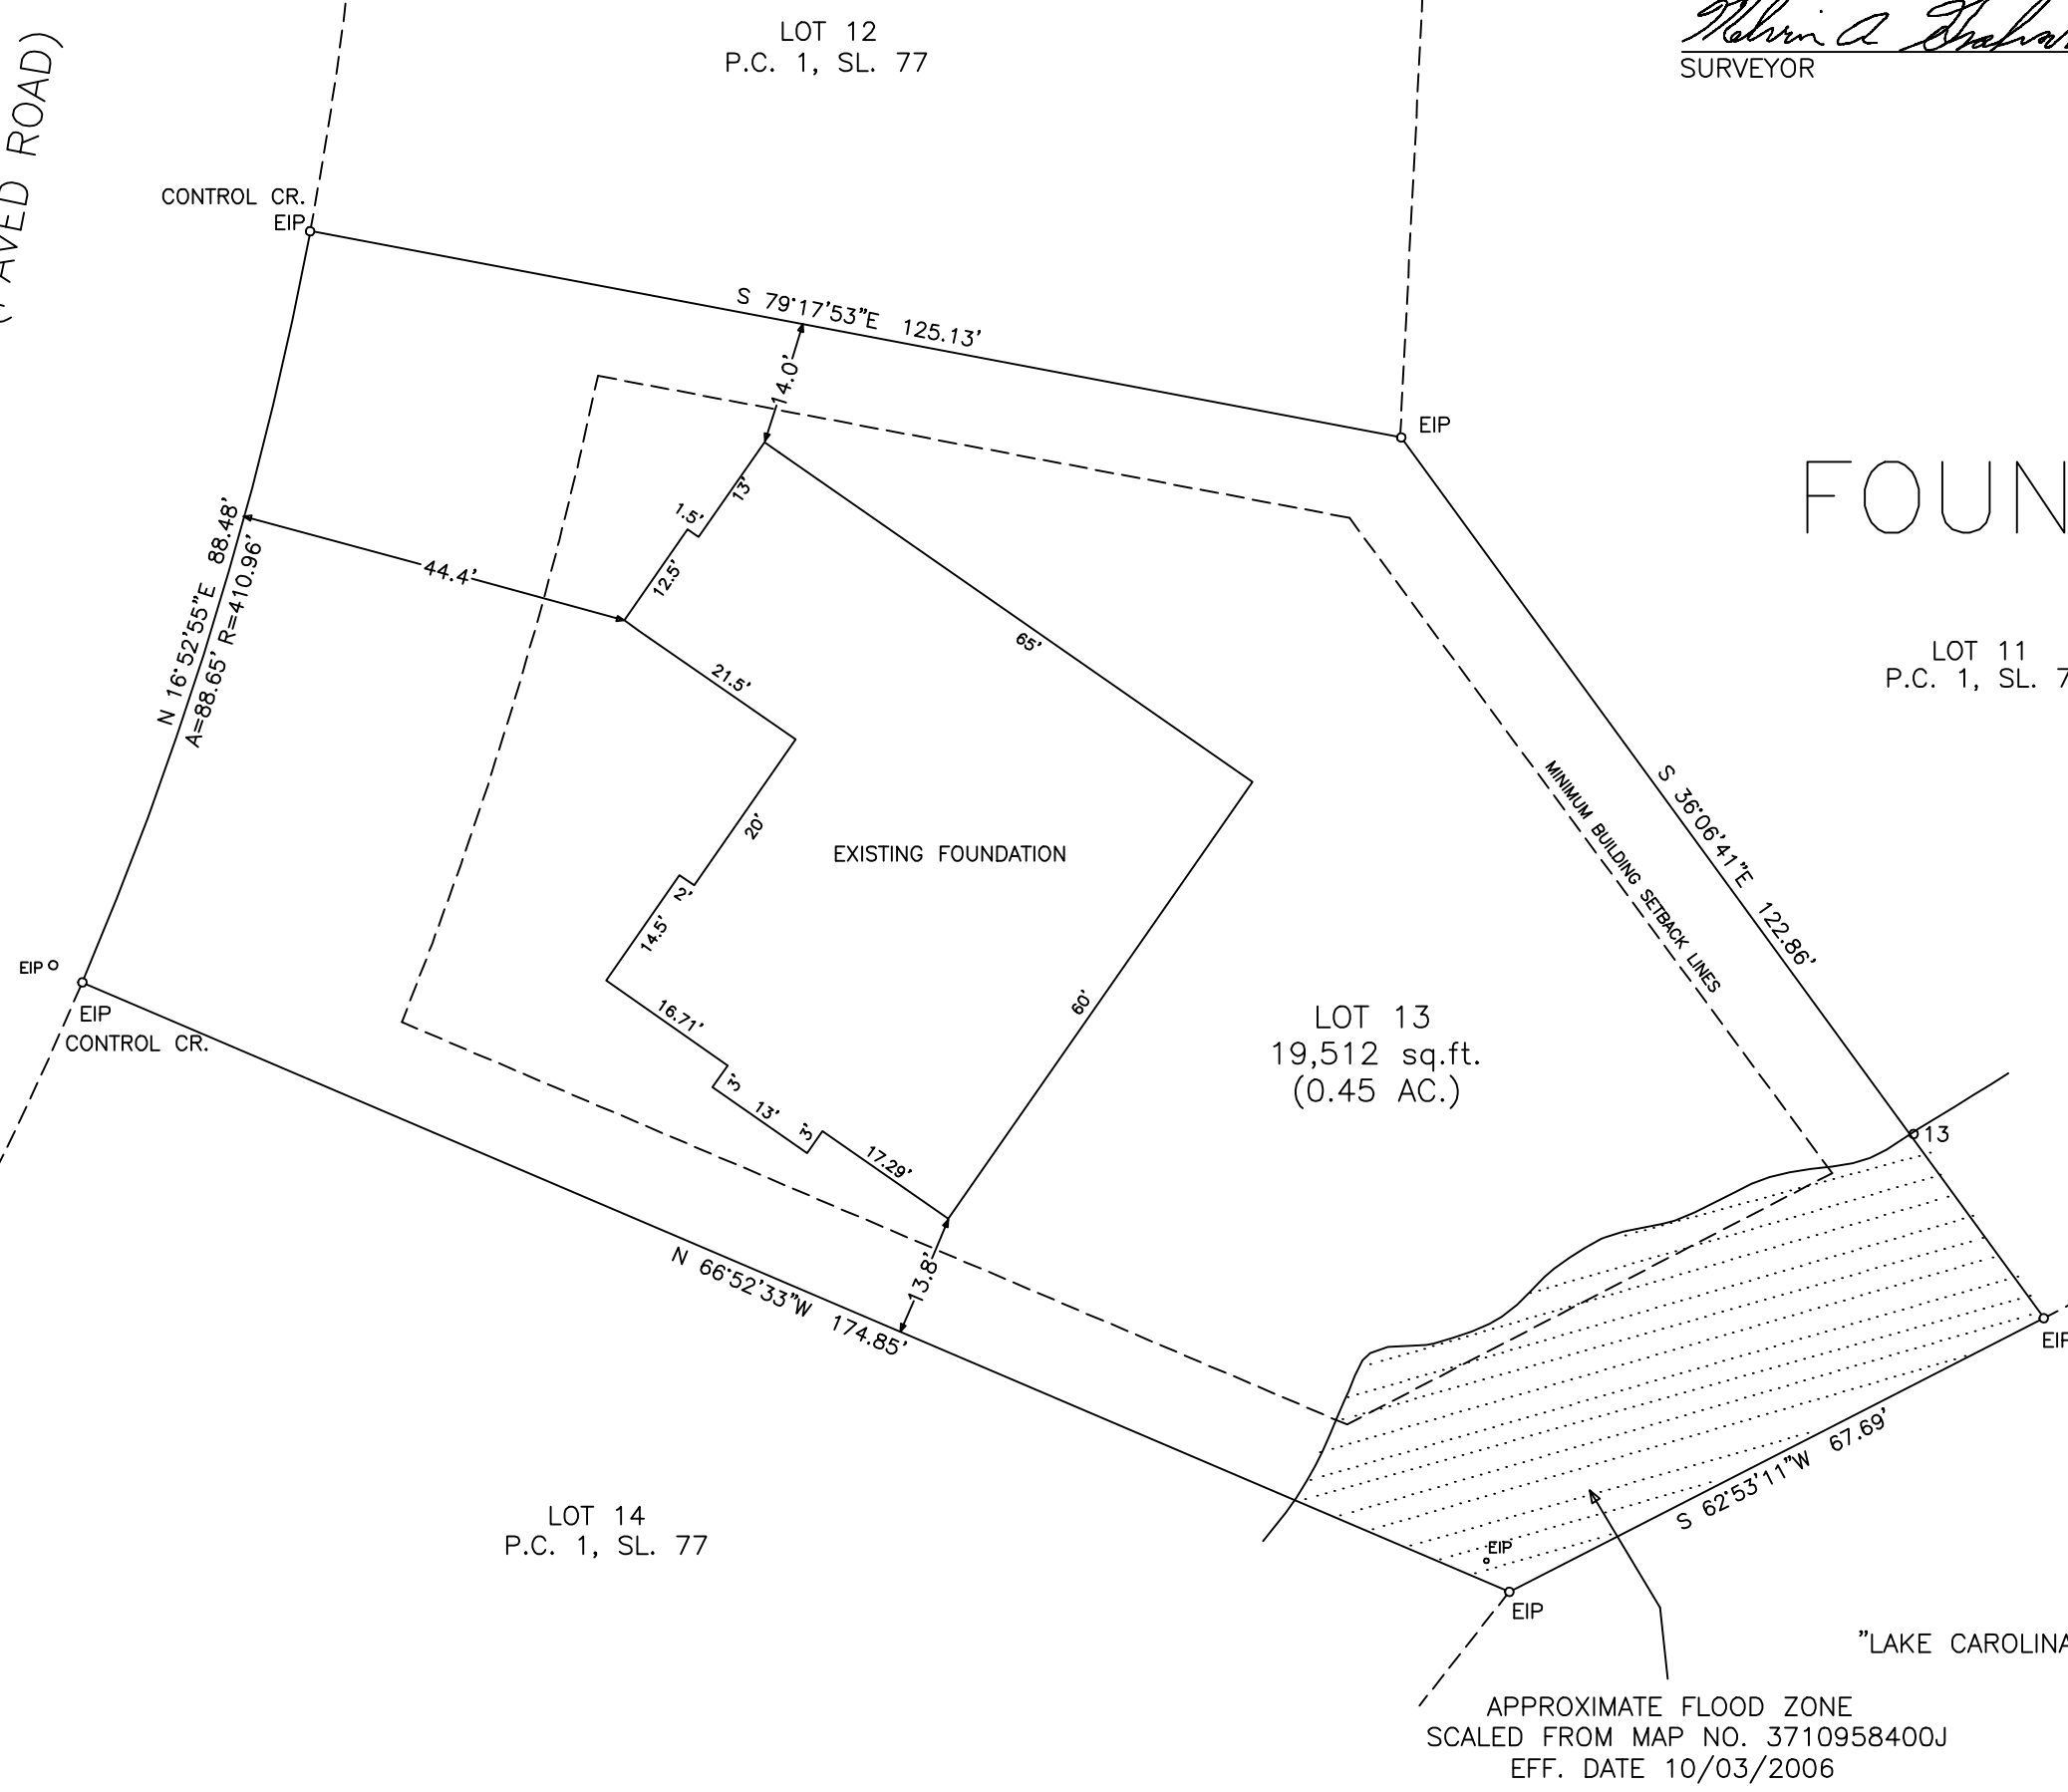 LOT 12
P.C. 1, SL. 77
SURVEYOR
ROAD)
CONTROL CR.
EIP
S 79°17'53"E 125.13'
14.0'
EIP
FOUN
13'
1.5'
12.5'
44.4'
N 16°52'55"E 88.48'
A=88.65' R=410.96'
65'
21.5'
LOT 11
P.C. 1, SL. 7
MINIMUM BUILDING SETBACK LINES
S 36°06'41"E 122.86'
20'
EXISTING FOUNDATION
2'
14.5'
EIP
EIP
CONTROL CR.
16.71'
60'
LOT 13
19,512 sq.ft.
(0.45 AC.)
3'
13'
3'
17.29'
13
13.8'
N 66°52'33"W 174.85'
EIP
S 62°53'11"W 67.69'
LOT 14
P.C. 1, SL. 77
EIP
EIP
"LAKE CAROLINA
APPROXIMATE FLOOD ZONE
SCALED FROM MAP NO. 3710958400J
EFF. DATE 10/03/2006